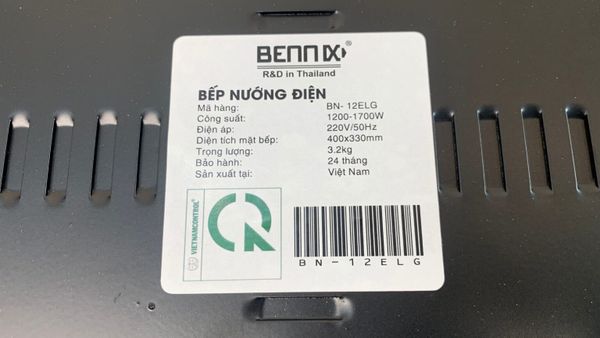 BENNIX®
R&D in Thailand
BẾP NƯỚNG ĐIỆN
Mã hàng: BN- 12ELG
Công suất: 1200-1700W
Điện áp: 220V/50Hz
Diện tích mặt bếp: 400x330mm
Trọng lượng: 3.2kg
Bảo hành: 24 tháng
Sản xuất tại: Việt Nam
VIETNAMCONTROL®
CR
BN-12ELG